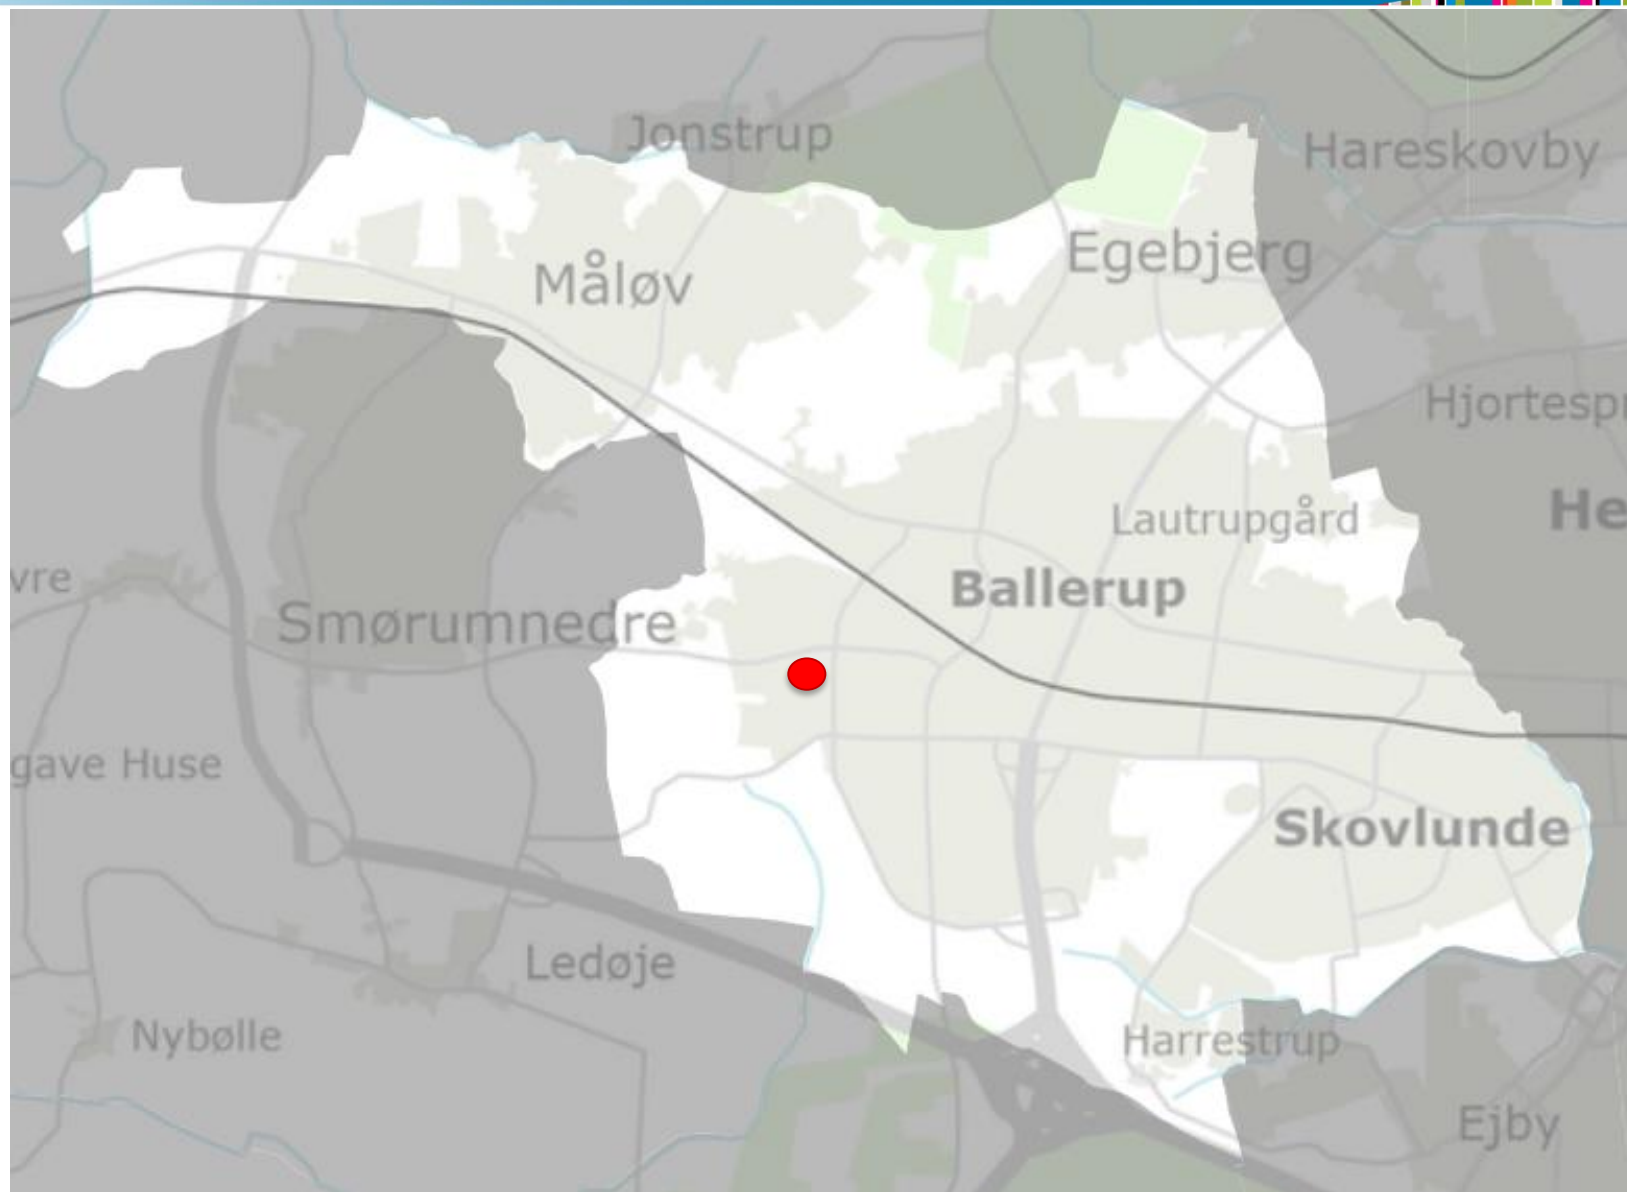 Jonstrup
Hareskovby
Egebjerg
Måløv
Hjortespr
He
Lautrupgård
vre
Ballerup
Smørumnedre
gave Huse
Skovlunde
Ledøje
Nybølle
Harrestrup
Ejby